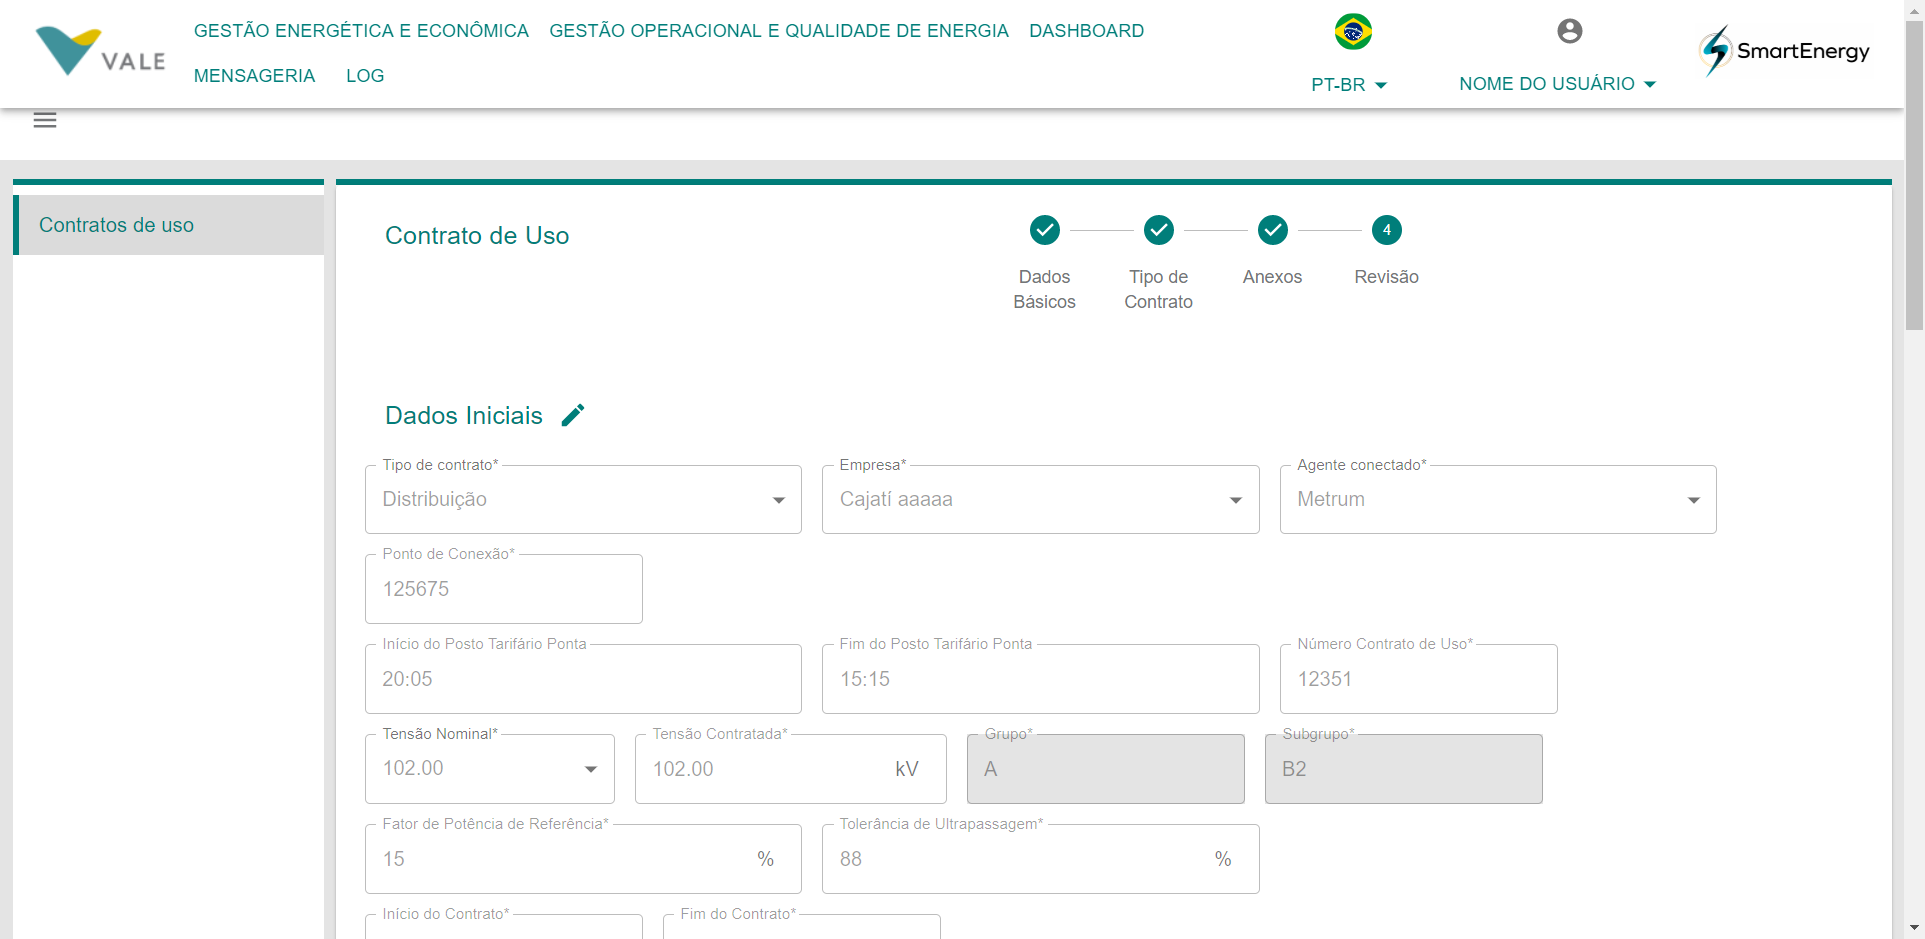 VALE
GESTÃO ENERGÉTICA E ECONÔMICA GESTÃO OPERACIONAL E QUALIDADE DE ENERGIA DASHBOARD
MENSAGERIA LOG
PT-BR
NOME DO USUÁRIO
SmartEnergy
Contratos de uso
Contrato de Uso
4
Dados Básicos
Tipo de Contrato
Anexos
Revisão
Dados Iniciais
Tipo de contrato*
Distribuição
Empresa*
Cajatí aaaaa
Agente conectado*
Metrum
Ponto de Conexão*
125675
Início do Posto Tarifário Ponta
20:05
Fim do Posto Tarifário Ponta
15:15
Número Contrato de Uso*
12351
Tensão Nominal*
102.00
Tensão Contratada*
102.00 kV
Grupo*
A
Subgrupo*
B2
Fator de Potência de Referência*
15 %
Tolerância de Ultrapassagem*
88 %
Início do Contrato*
Fim do Contrato*